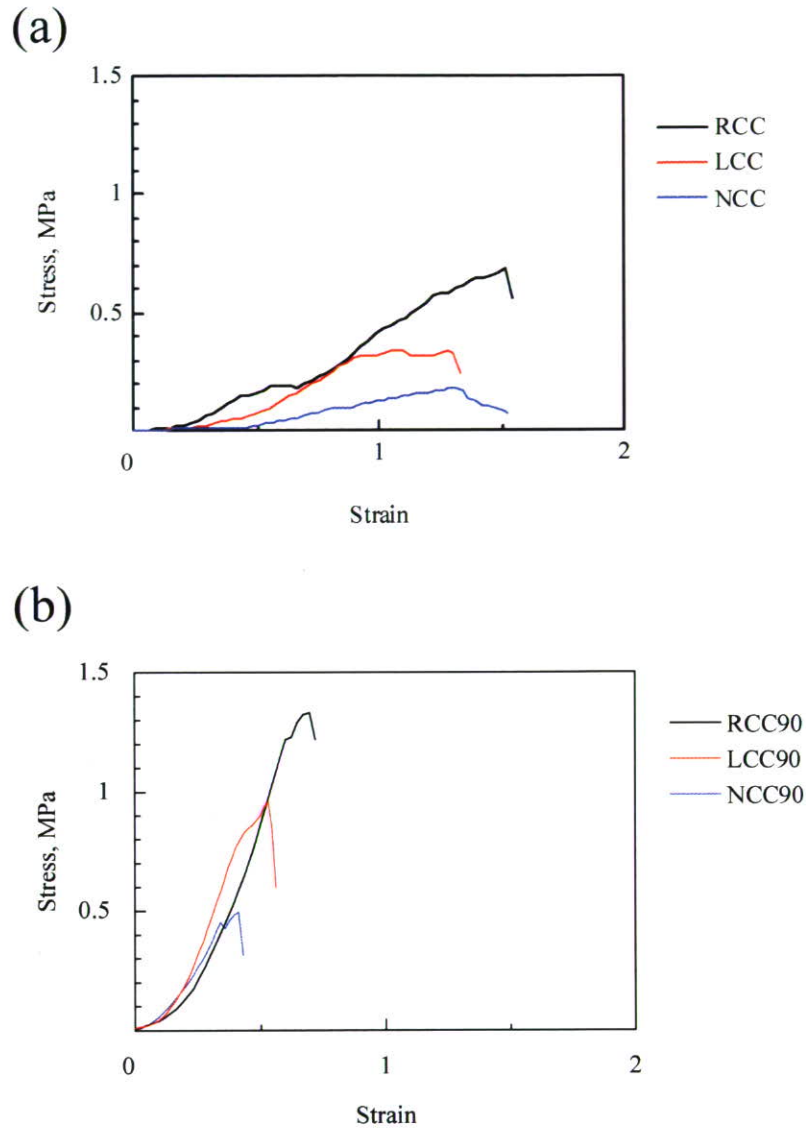 (a)
1.5
1
0.5
0
1
2
Stress, MPa
Strain
RCC
LCC
NCC
(b)
1.5
1
0.5
0
1
2
Stress, MPa
Strain
RCC90
LCC90
NCC90